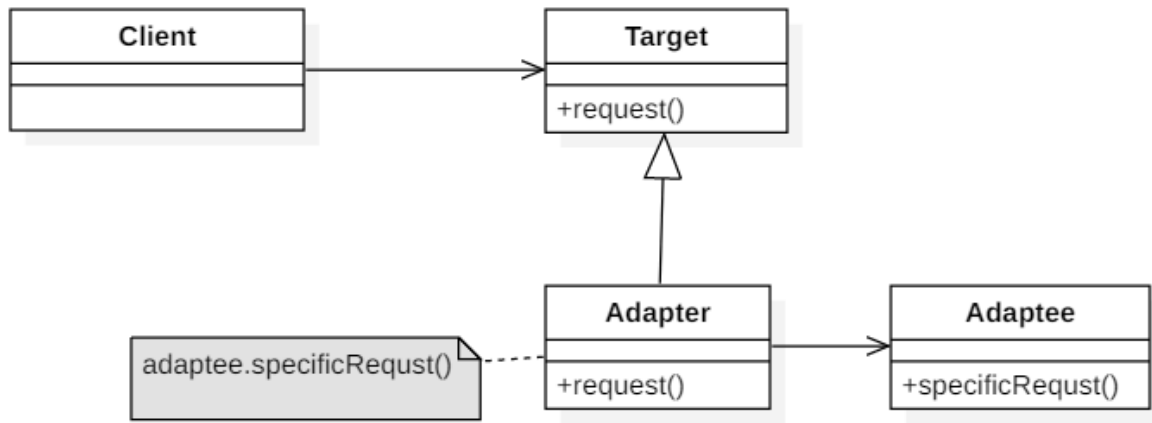 Client
Target
+request()
Adapter
Adaptee
adaptee.specificRequst()
+request()
+specificRequst()